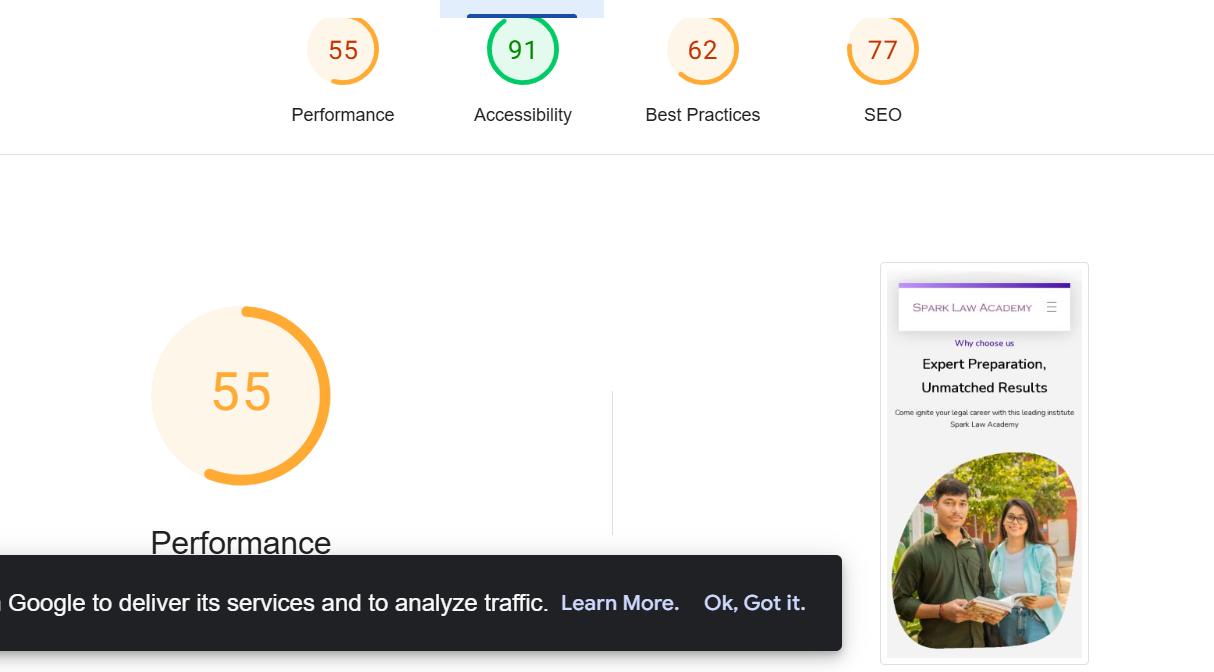 55
91
62
77
Performance
Accessibility
Best Practices
SEO
55
Performance
SPARK LAW ACADEMY
Why choose us
Expert Preparation,
Unmatched Results
Come ignite your legal career with this leading institute
Spark Law Academy
Google to deliver its services and to analyze traffic. Learn More. Ok, Got it.